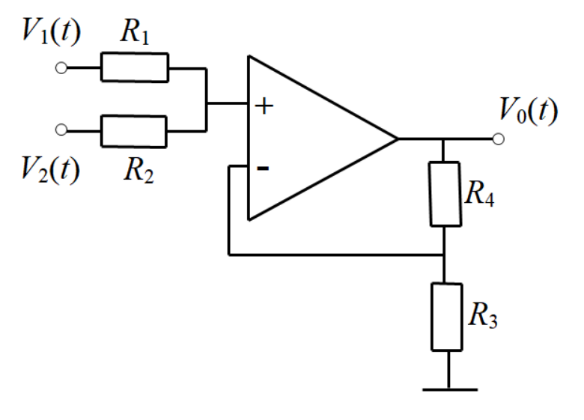 V₁(t) R₁
+
V₀(t)
V₂(t) R₂
-
R₄
R₃